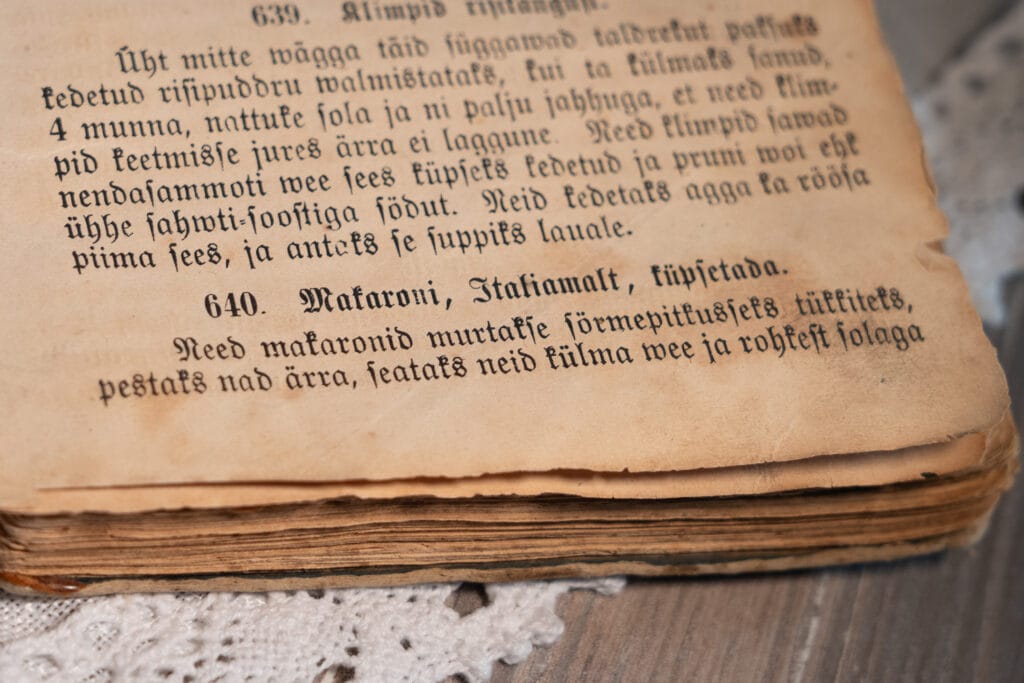 639. Klimpid risitangust.
Üht mitte wägga täid süggawad taldrekut paksuks
kedetud risipuddru walmistataks, kui ta külmaks sanud,
4 munna, nattuke sola ja ni palju jahhuga, et need klim-
pid keetmisse jures ärra ei laggune. Need klimpid sawad
nendasammoti wee sees küpseks kedetud ja pruni woi ehk
ühhe sahwti-soostiga södut. Neid kedetaks agga ka röösa
piima sees, ja antaks se suppiks lauale.
640. Makaroni, Italiamalt, küpsetada.
Need makaronid murtakse sörmepitkusseks tükkiteks,
pestaks nad ärra, seataks neid külma wee ja rohkest solaga